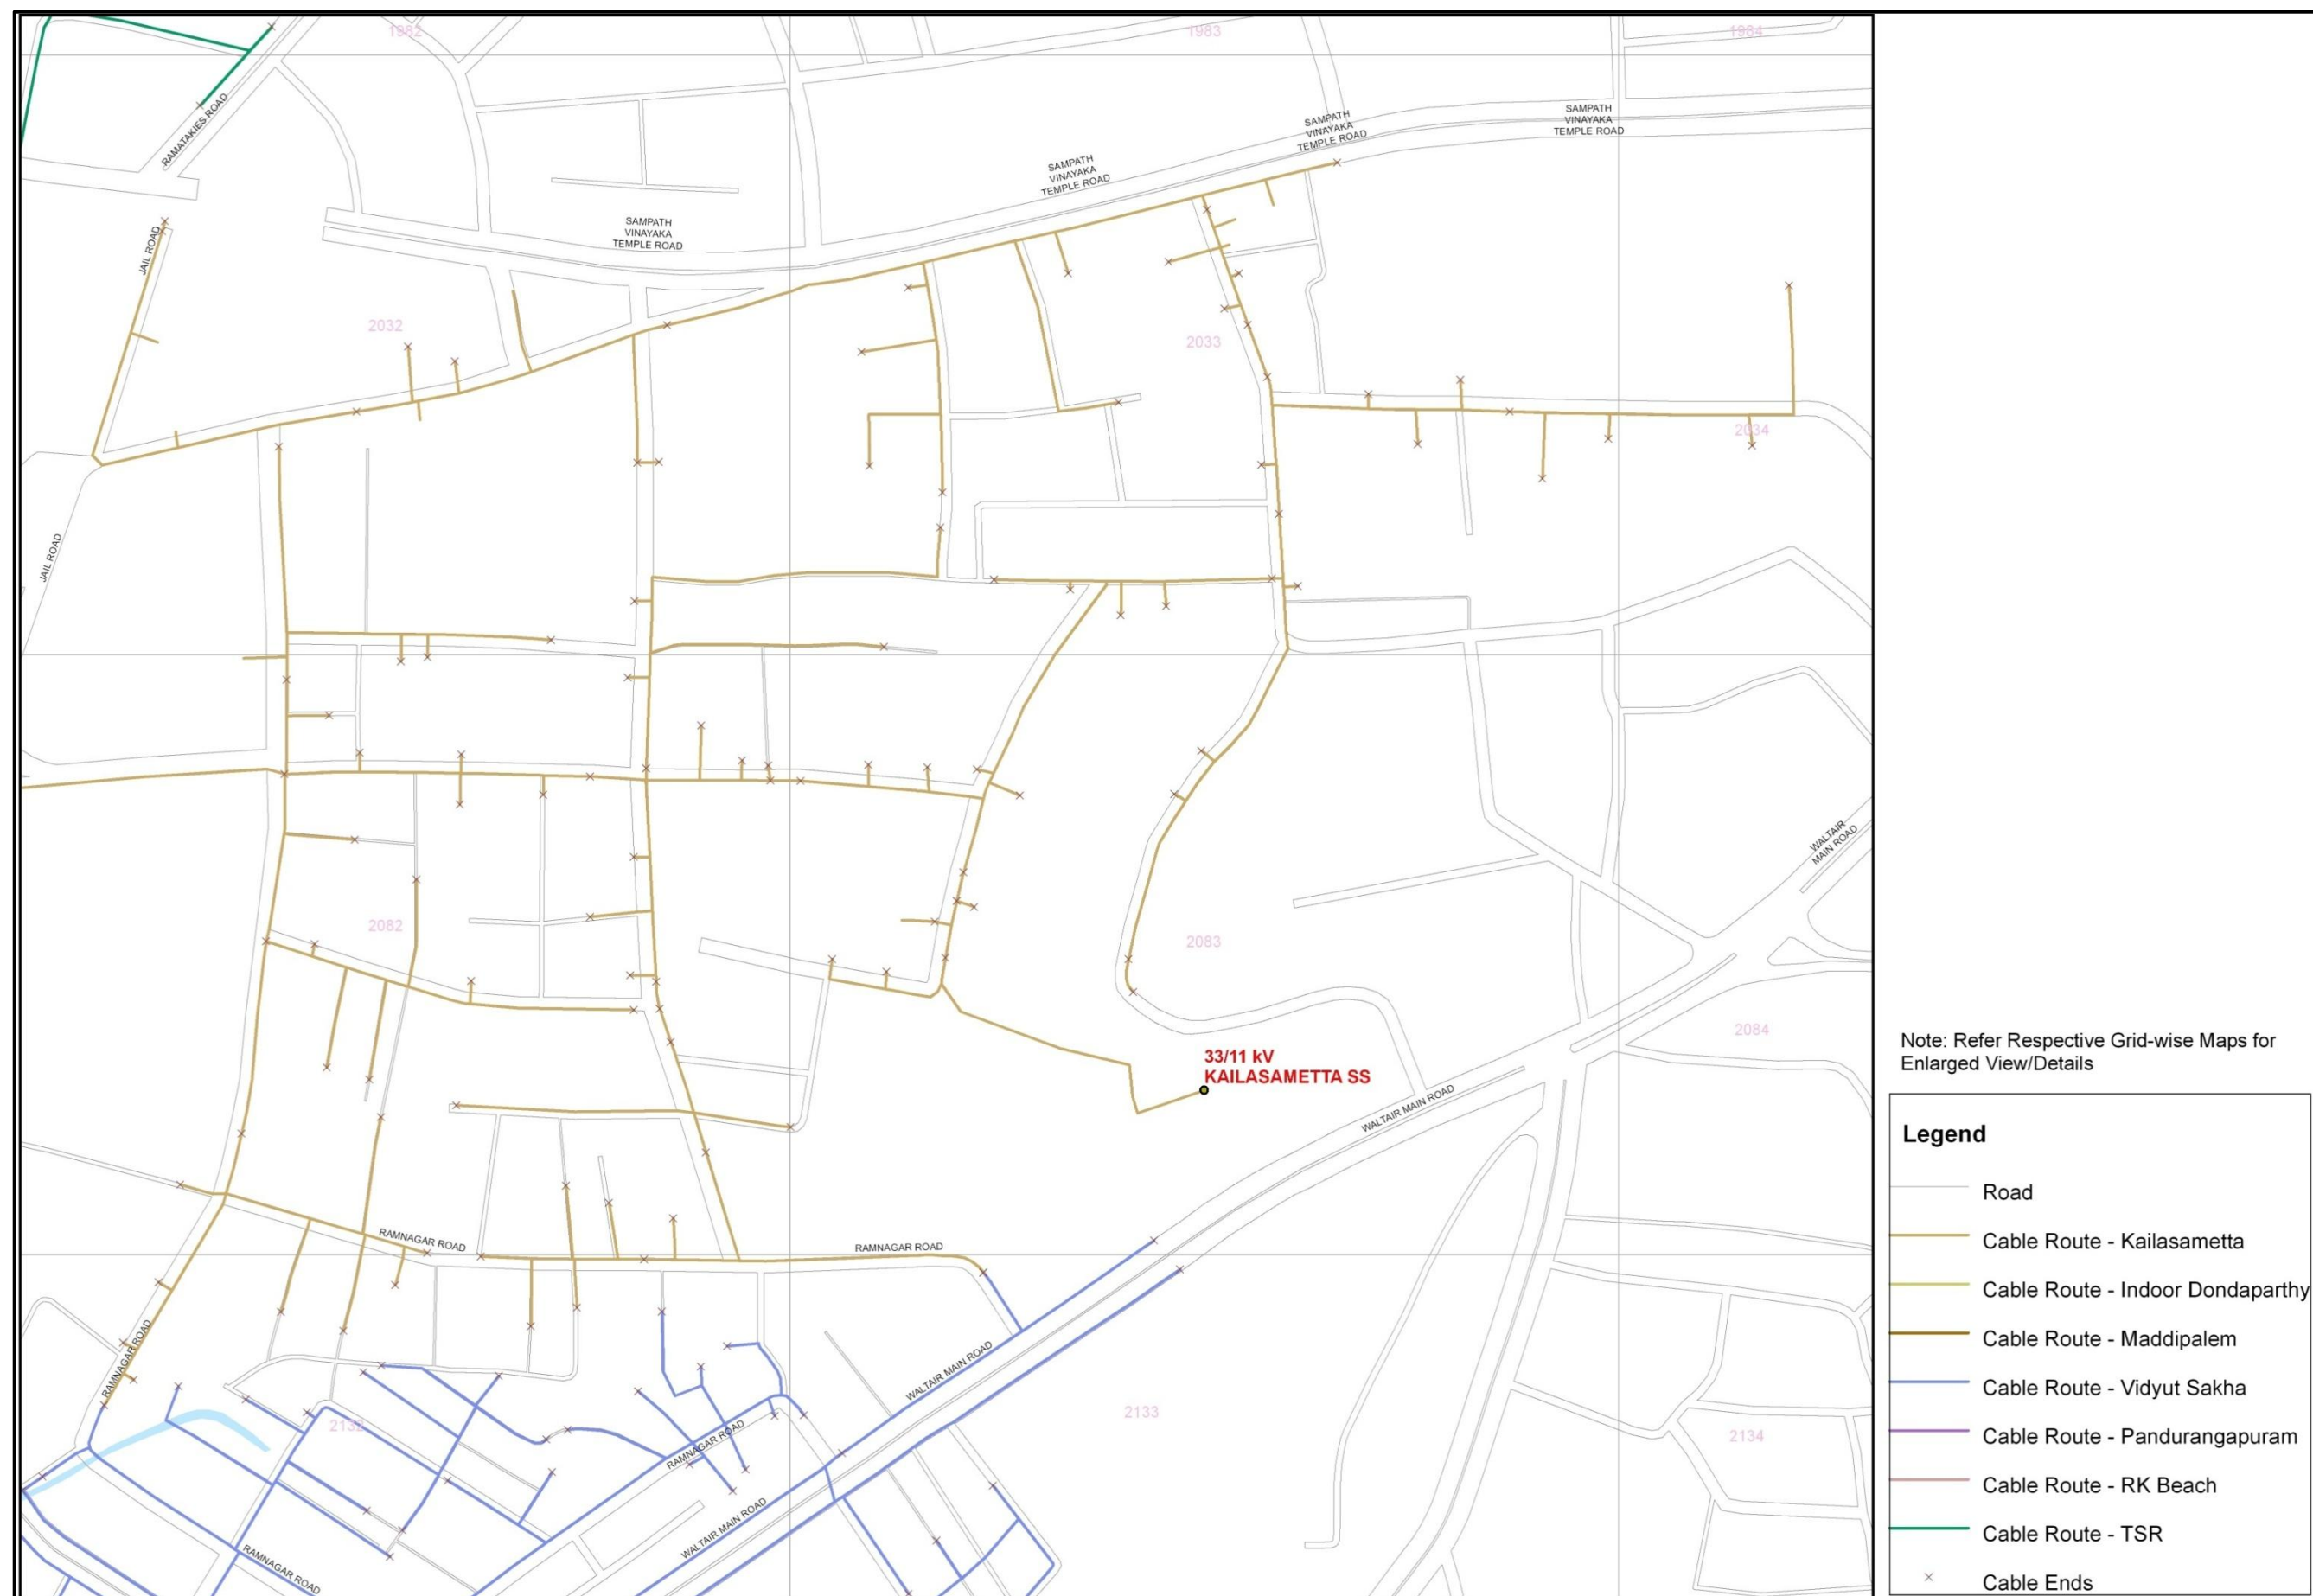 1982
1983
1984
RAMATAKIES ROAD
SAMPATH
VINAYAKA
TEMPLE ROAD
SAMPATH
VINAYAKA
TEMPLE ROAD
SAMPATH
VINAYAKA
TEMPLE ROAD
SAMPATH
VINAYAKA
TEMPLE ROAD
JAIL ROAD
2032
2033
2034
JAIL ROAD
WALTAIR
MAIN ROAD
2082
2083
2084
33/11 kV
KAILASAMETTA SS
WALTAIR MAIN ROAD
RAMNAGAR ROAD
RAMNAGAR ROAD
RAMNAGAR ROAD
WALTAIR MAIN ROAD
2132
2133
2134
RAMNAGAR ROAD
WALTAIR MAIN ROAD
RAMNAGAR ROAD
Note: Refer Respective Grid-wise Maps for
Enlarged View/Details
Legend
Road
Cable Route - Kailasametta
Cable Route - Indoor Dondaparthy
Cable Route - Maddipalem
Cable Route - Vidyut Sakha
Cable Route - Pandurangapuram
Cable Route - RK Beach
Cable Route - TSR
Cable Ends